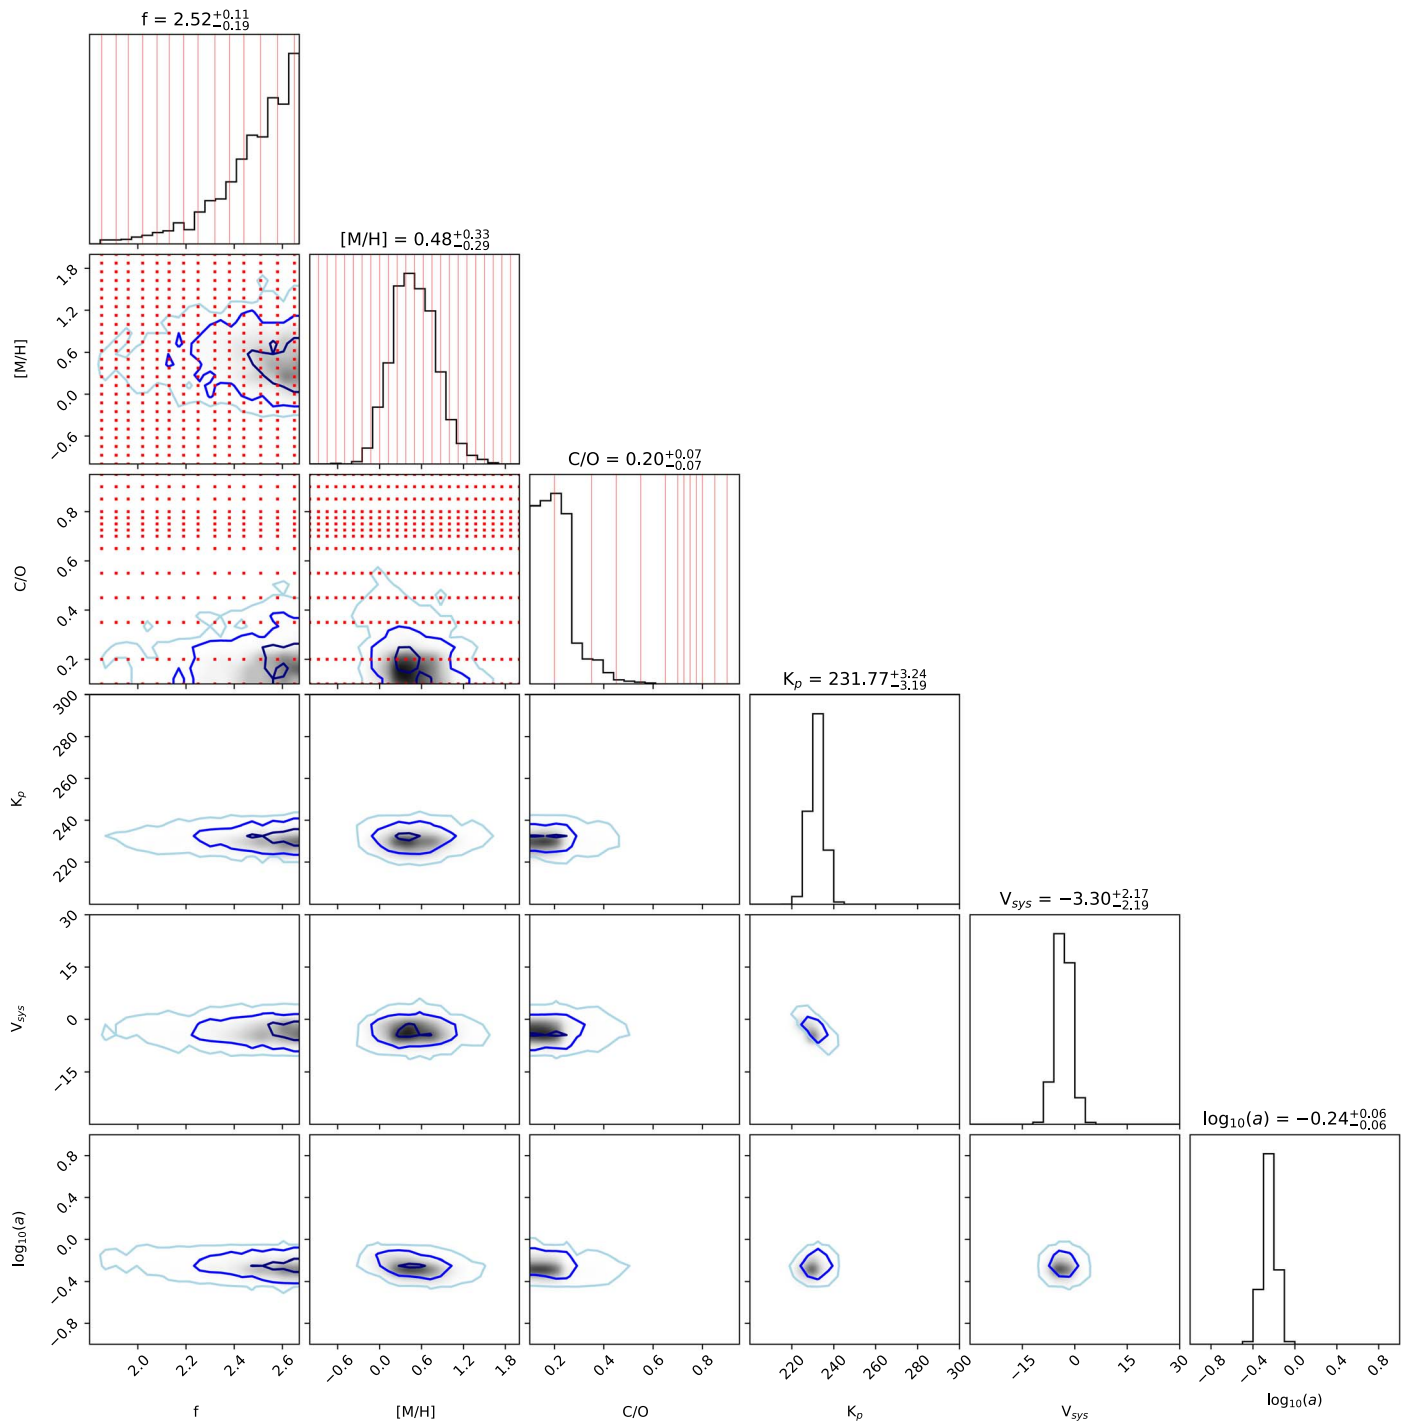 f = 2.52+0.11−0.19
[M/H] = 0.48+0.33−0.29
[M/H]
1.8
1.2
0.6
0.0
−0.6
C/O = 0.20+0.07−0.07
C/O
0.8
0.6
0.4
0.2
Kp = 231.77+3.24−3.19
Kp
300
280
260
240
220
Vsys = −3.30+2.17−2.19
Vsys
30
15
0
−15
log10(a) = −0.24+0.06−0.06
log10(a)
0.8
0.4
0.0
−0.4
−0.8
2.0 2.2 2.4 2.6
−0.6 0.0 0.6 1.2 1.8
0.2 0.4 0.6 0.8
220 240 260 280 300
−15 0 15 30
−0.8 −0.4 0.0 0.4 0.8
f
[M/H]
C/O
Kp
Vsys
log10(a)